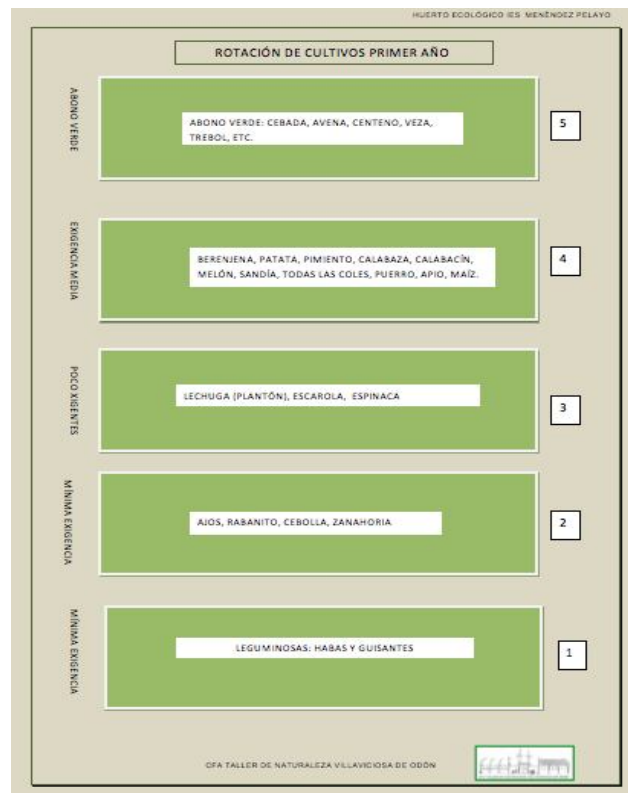 HUERTO ECOLÓGICO IES MENÉNDEZ PELAYO
ROTACIÓN DE CULTIVOS PRIMER AÑO
ABONO VERDE
ABONO VERDE: CEBADA, AVENA, CENTENO, VEZA,
TREBOL, ETC.
5
EXIGENCIA MEDIA
BERENJENA, PATATA, PIMIENTO, CALABAZA, CALABACÍN,
MELÓN, SANDÍA, TODAS LAS COLES, PUERRO, APIO, MAÍZ.
4
POCO XIGENTES
LECHUGA (PLANTÓN), ESCAROLA, ESPINACA
3
MÍNIMA EXIGENCIA
AJOS, RABANITO, CEBOLLA, ZANAHORIA
2
MÍNIMA EXIGENCIA
LEGUMINOSAS: HABAS Y GUISANTES
1
CFA TALLER DE NATURALEZA VILLAVICIOSA DE ODÓN